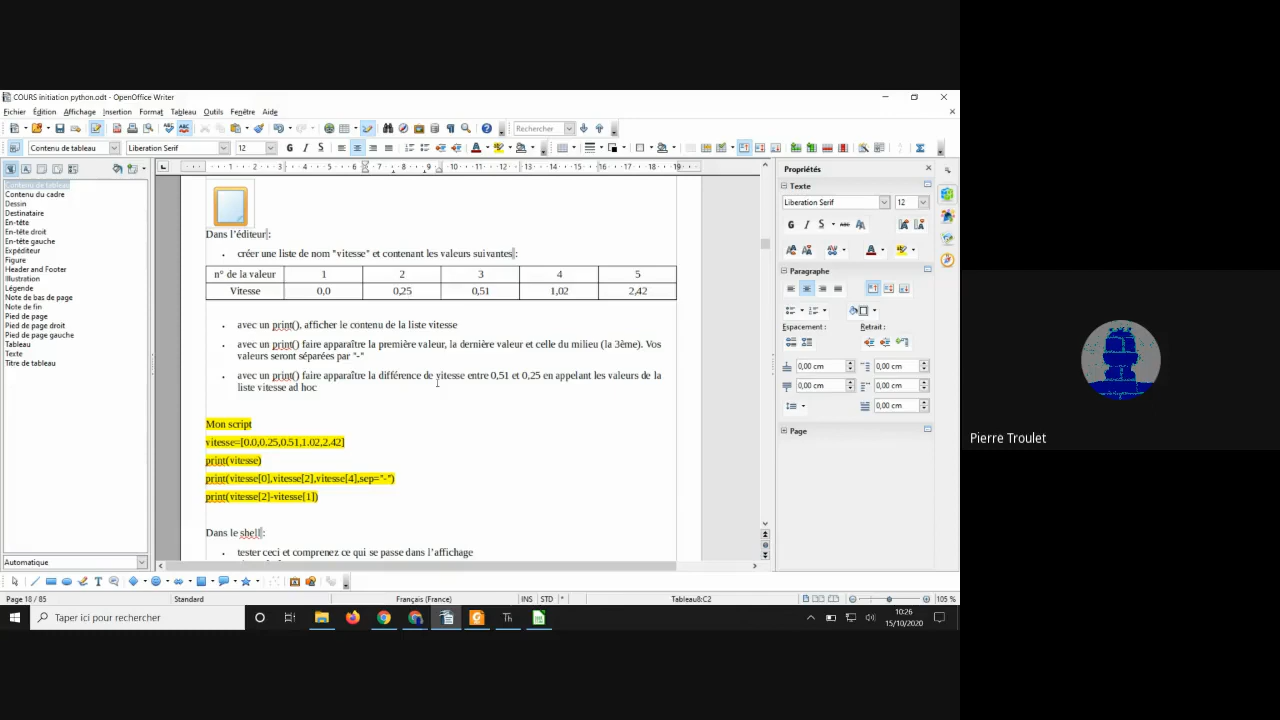 COURS initiation python.odt - OpenOffice Writer
Fichier Édition Affichage Insertion Format Tableau Outils Fenêtre Aide
Rechercher
Contenu de tableau Liberation Serif 12 G I S
Contenu de tableau
Contenu du cadre
Dessin
Destinataire
En-tête
En-tête droit
En-tête gauche
Expéditeur
Figure
Header and Footer
Illustration
Légende
Note de bas de page
Note de fin
Pied de page
Pied de page droit
Pied de page gauche
Tableau
Texte
Titre de tableau
Automatique
Dans l'éditeur :
• créer une liste de nom "vitesse" et contenant les valeurs suivantes :
n° de la valeur 1 2 3 4 5
Vitesse 0,0 0,25 0,51 1,02 2,42
• avec un print(), afficher le contenu de la liste vitesse
• avec un print() faire apparaître la première valeur, la dernière valeur et celle du milieu (la 3ème). Vos
valeurs seront séparées par "-"
• avec un print() faire apparaître la différence de vitesse entre 0,51 et 0,25 en appelant les valeurs de la
liste vitesse ad hoc
Mon script
vitesse=[0.0,0.25,0.51,1.02,2.42]
print(vitesse)
print(vitesse[0],vitesse[2],vitesse[4],sep="-")
print(vitesse[2]-vitesse[1])
Dans le shell :
• tester ceci et comprenez ce qui se passe dans l'affichage
Propriétés
Texte
Liberation Serif 12
G I S
Paragraphe
Espacement : Retrait :
0,00 cm 0,00 cm
0,00 cm 0,00 cm
0,00 cm
Page
Page 18 / 85 Standard Français (France) INS STD * Tableau8:C2 105 %
Taper ici pour rechercher
Th
10:26
15/10/2020
Pierre Troulet